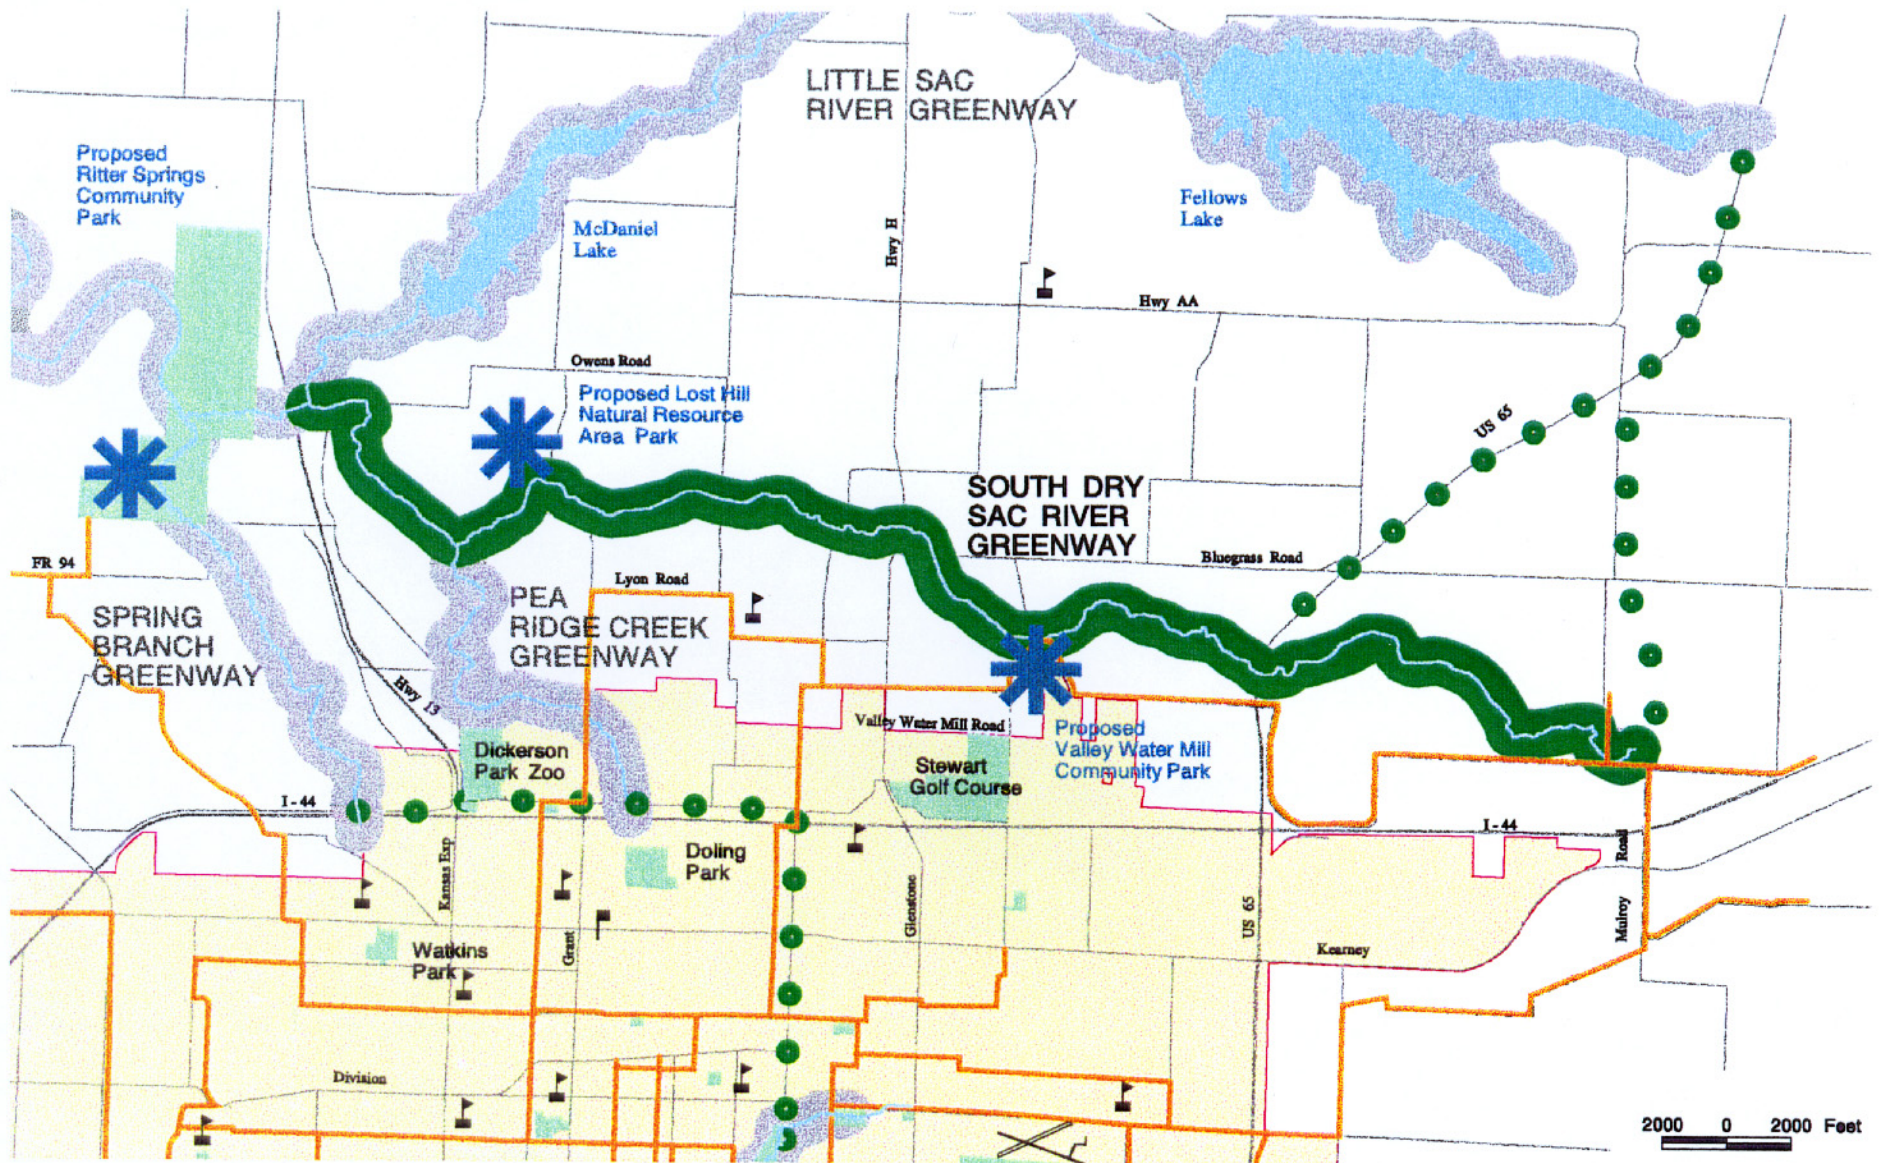 LITTLE SAC
RIVER GREENWAY
Proposed
Ritter Springs
Community
Park
McDaniel
Lake
Hwy H
Fellows
Lake
Hwy AA
Owens Road
Proposed Lost Hill
Natural Resource
Area Park
US 65
SOUTH DRY
SAC RIVER
GREENWAY
Bluegrass Road
FR 94
Lyon Road
SPRING
BRANCH
GREENWAY
PEA
RIDGE CREEK
GREENWAY
Hwy 13
Valley Water Mill Road
Proposed
Valley Water Mill
Community Park
Dickerson
Park Zoo
Stewart
Golf Course
I-44
I-44
Kansas Exp
Doling
Park
Mulroy Road
Glenstone
US 65
Grant
Watkins
Park
Kearney
Division
2000 0 2000 Feet